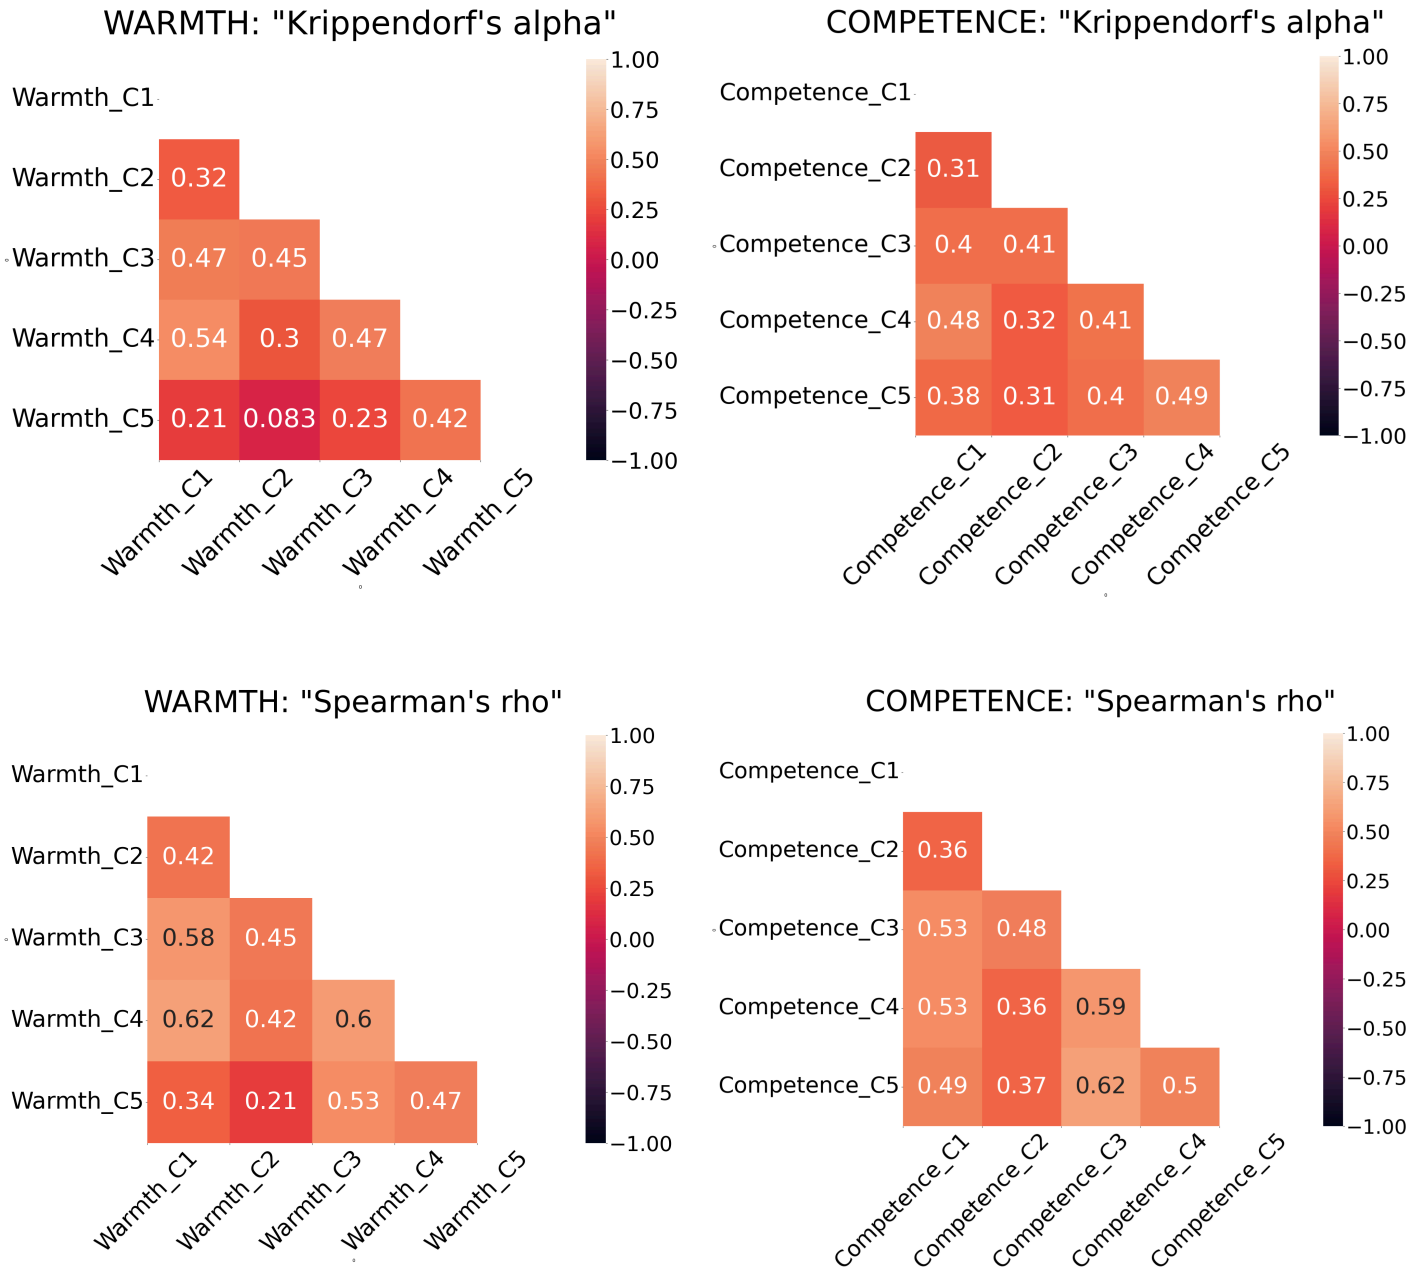 WARMTH: "Krippendorf's alpha"
1.00
Warmth_C1
0.75
Warmth_C2 0.32
0.50
0.25
Warmth_C3 0.47 0.45
0.00
−0.25
Warmth_C4 0.54 0.3 0.47
−0.50
Warmth_C5 0.21 0.083 0.23 0.42
−0.75
−1.00
Warmth_C1 Warmth_C2 Warmth_C3 Warmth_C4 Warmth_C5
COMPETENCE: "Krippendorf's alpha"
1.00
Competence_C1
0.75
Competence_C2 0.31
0.50
0.25
Competence_C3 0.4 0.41
0.00
−0.25
Competence_C4 0.48 0.32 0.41
−0.50
Competence_C5 0.38 0.31 0.4 0.49
−0.75
−1.00
Competence_C1 Competence_C2 Competence_C3 Competence_C4 Competence_C5
WARMTH: "Spearman's rho"
1.00
Warmth_C1
0.75
Warmth_C2 0.42
0.50
0.25
Warmth_C3 0.58 0.45
0.00
−0.25
Warmth_C4 0.62 0.42 0.6
−0.50
Warmth_C5 0.34 0.21 0.53 0.47
−0.75
−1.00
Warmth_C1 Warmth_C2 Warmth_C3 Warmth_C4 Warmth_C5
COMPETENCE: "Spearman's rho"
1.00
Competence_C1
0.75
Competence_C2 0.36
0.50
0.25
Competence_C3 0.53 0.48
0.00
−0.25
Competence_C4 0.53 0.36 0.59
−0.50
Competence_C5 0.49 0.37 0.62 0.5
−0.75
−1.00
Competence_C1 Competence_C2 Competence_C3 Competence_C4 Competence_C5